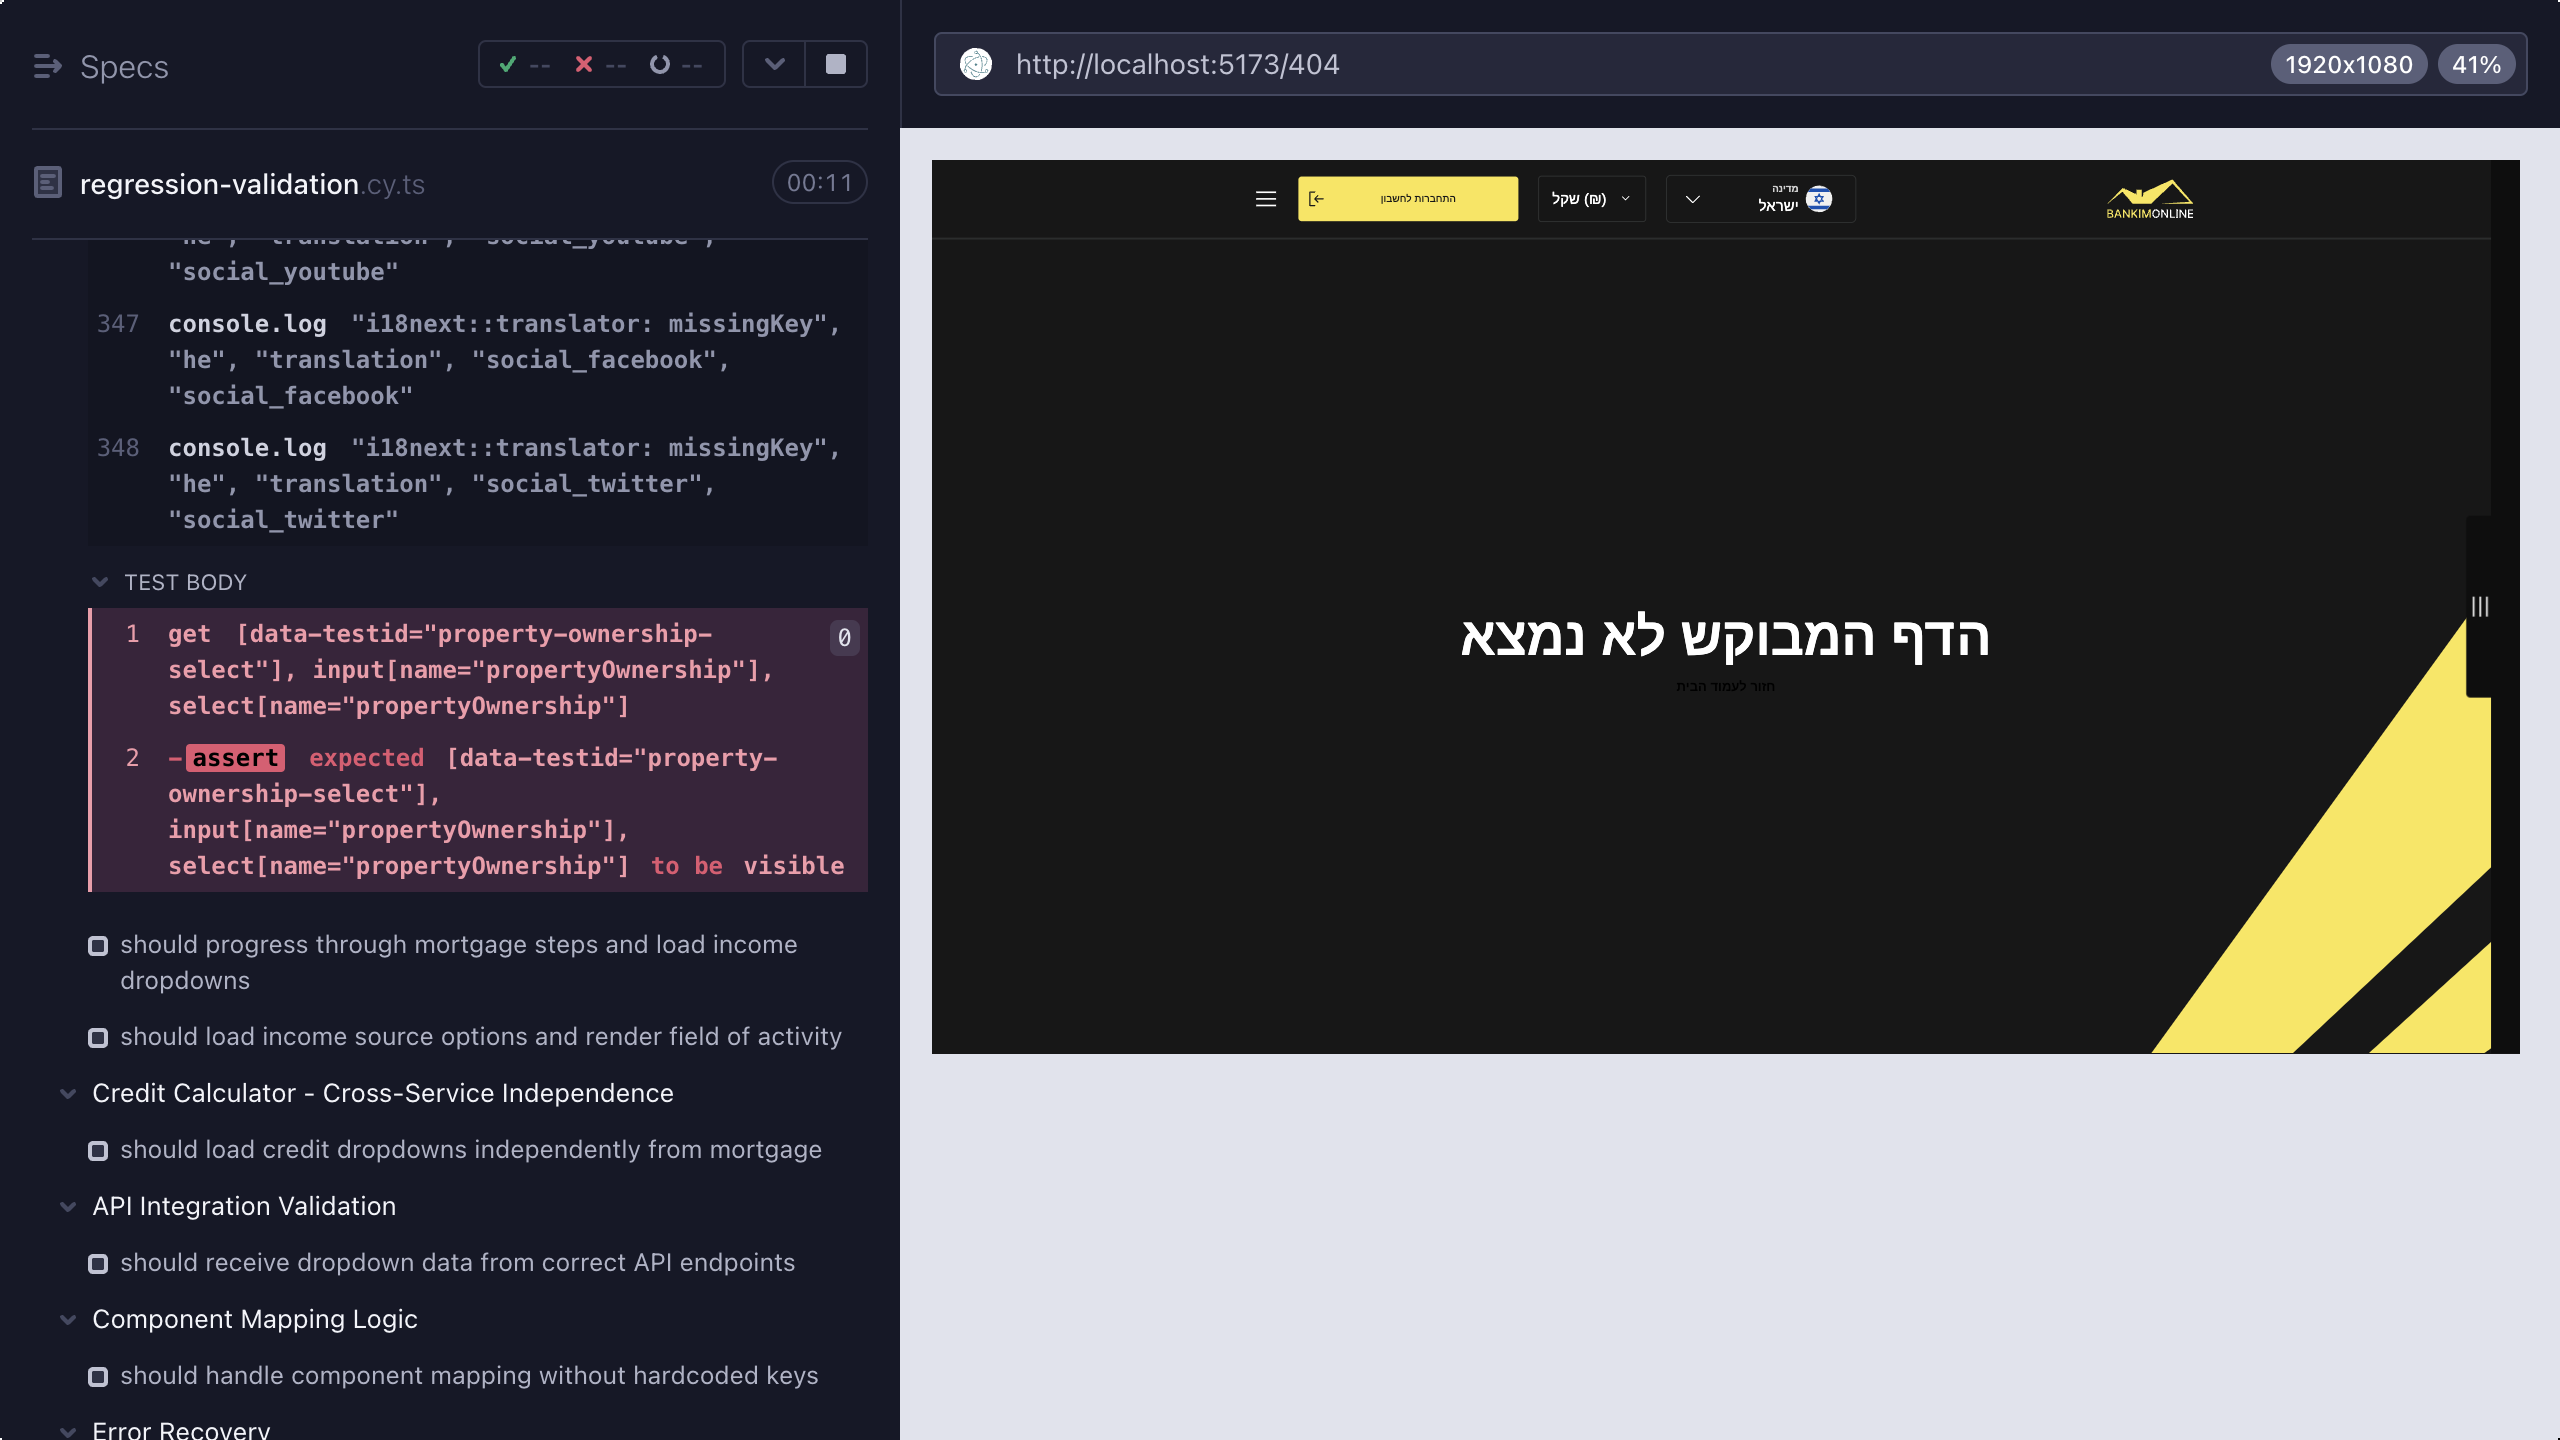 Specs
-- -- --
regression-validation.cy.ts
00:11
"he", "translation", "social_youtube",
"social_youtube"
347 console.log "i18next::translator: missingKey",
"he", "translation", "social_facebook",
"social_facebook"
348 console.log "i18next::translator: missingKey",
"he", "translation", "social_twitter",
"social_twitter"
TEST BODY
1 get [data-testid="property-ownership-
select"], input[name="propertyOwnership"],
select[name="propertyOwnership"]
0
2 -assert expected [data-testid="property-
ownership-select"],
input[name="propertyOwnership"],
select[name="propertyOwnership"] to be visible
should progress through mortgage steps and load income
dropdowns
should load income source options and render field of activity
Credit Calculator - Cross-Service Independence
should load credit dropdowns independently from mortgage
API Integration Validation
should receive dropdown data from correct API endpoints
Component Mapping Logic
should handle component mapping without hardcoded keys
Error Recovery
http://localhost:5173/404
1920x1080
41%
התחברות לחשבון
(₪) שקל
מדינה
ישראל
BANKIMONLINE
הדף המבוקש לא נמצא
חזור לעמוד הבית